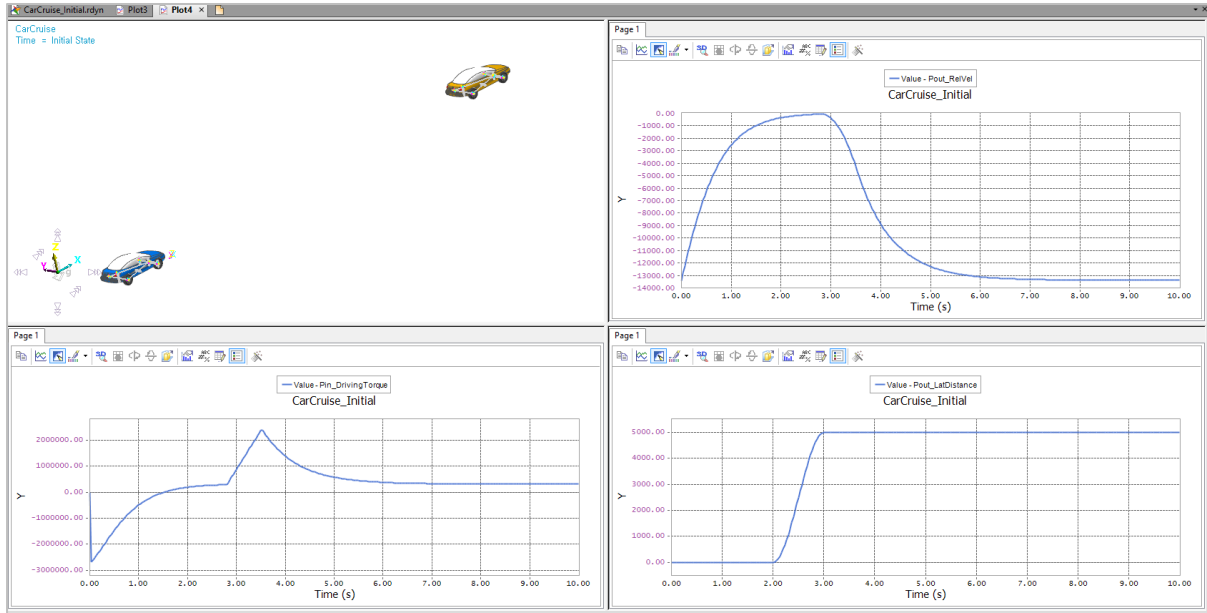 CarCruise_Initial.rdyn Plot3 Plot4
CarCruise
Time = Initial State
Z
Y
X
Page 1
Value - Pout_RelVel
CarCruise_Initial
0.00
-1000.00
-2000.00
-3000.00
-4000.00
-5000.00
-6000.00
-7000.00
-8000.00
-9000.00
-10000.00
-11000.00
-12000.00
-13000.00
-14000.00
Y
0.00 1.00 2.00 3.00 4.00 5.00 6.00 7.00 8.00 9.00 10.00
Time (s)
Page 1
Value - Pin_DrivingTorque
CarCruise_Initial
2000000.00
1000000.00
0.00
-1000000.00
-2000000.00
-3000000.00
Y
0.00 1.00 2.00 3.00 4.00 5.00 6.00 7.00 8.00 9.00 10.00
Time (s)
Page 1
Value - Pout_LatDistance
CarCruise_Initial
5000.00
4000.00
3000.00
2000.00
1000.00
0.00
Y
0.00 1.00 2.00 3.00 4.00 5.00 6.00 7.00 8.00 9.00 10.00
Time (s)